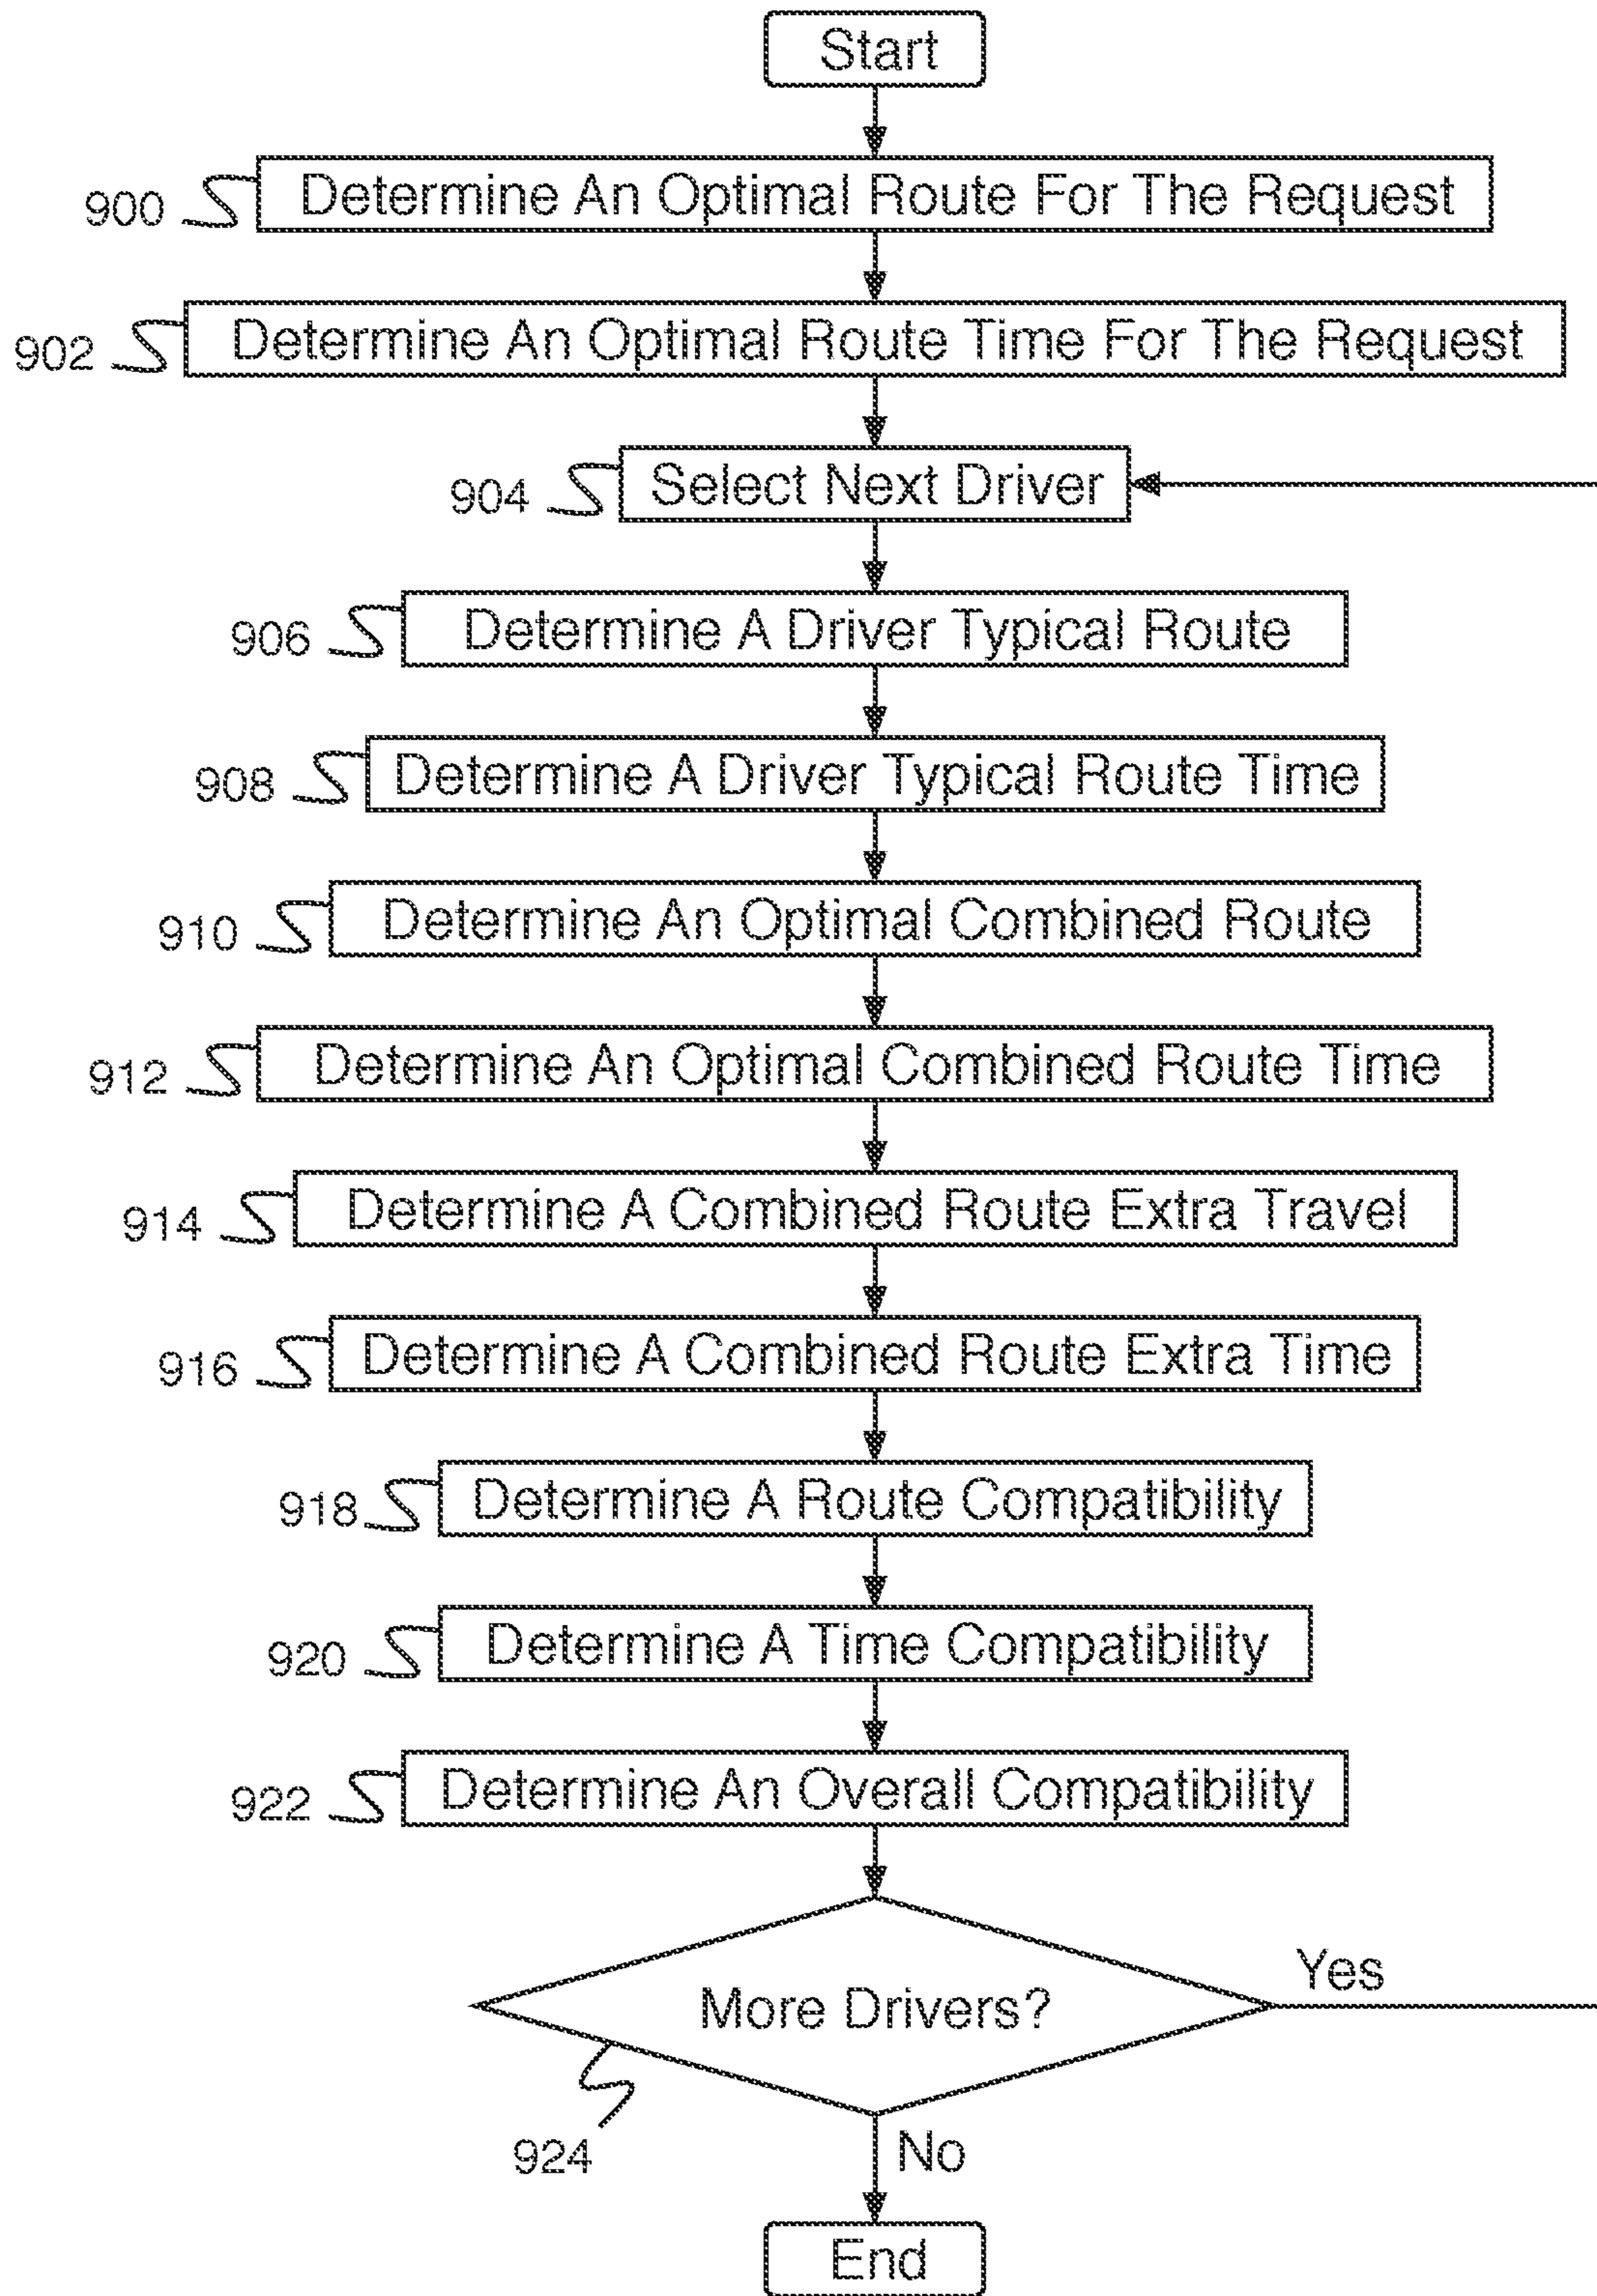 Start
900 Determine An Optimal Route For The Request
902 Determine An Optimal Route Time For The Request
904 Select Next Driver
906 Determine A Driver Typical Route
908 Determine A Driver Typical Route Time
910 Determine An Optimal Combined Route
912 Determine An Optimal Combined Route Time
914 Determine A Combined Route Extra Travel
916 Determine A Combined Route Extra Time
918 Determine A Route Compatibility
920 Determine A Time Compatibility
922 Determine An Overall Compatibility
Yes
More Drivers?
924
No
End